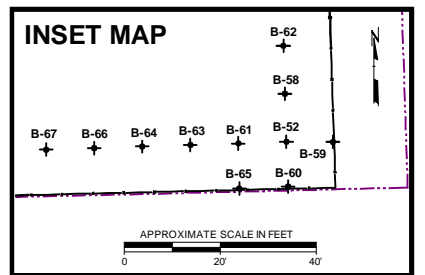 INSET MAP
B-62
B-58
B-67
B-66
B-64
B-63
B-61
B-52
B-59
B-65
B-60
APPROXIMATE SCALE IN FEET
0
20'
40'